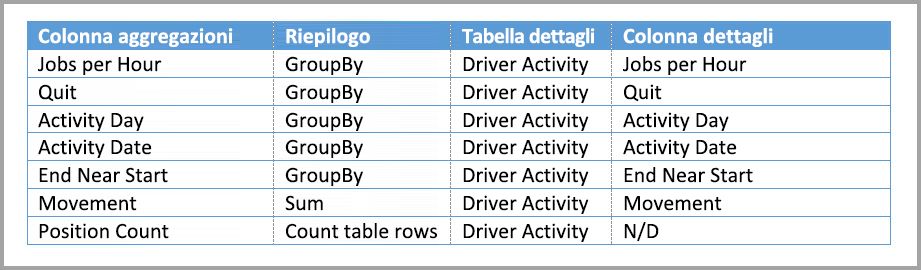 Colonna aggregazioni Riepilogo Tabella dettagli Colonna dettagli
Jobs per Hour GroupBy Driver Activity Jobs per Hour
Quit GroupBy Driver Activity Quit
Activity Day GroupBy Driver Activity Activity Day
Activity Date GroupBy Driver Activity Activity Date
End Near Start GroupBy Driver Activity End Near Start
Movement Sum Driver Activity Movement
Position Count Count table rows Driver Activity N/D